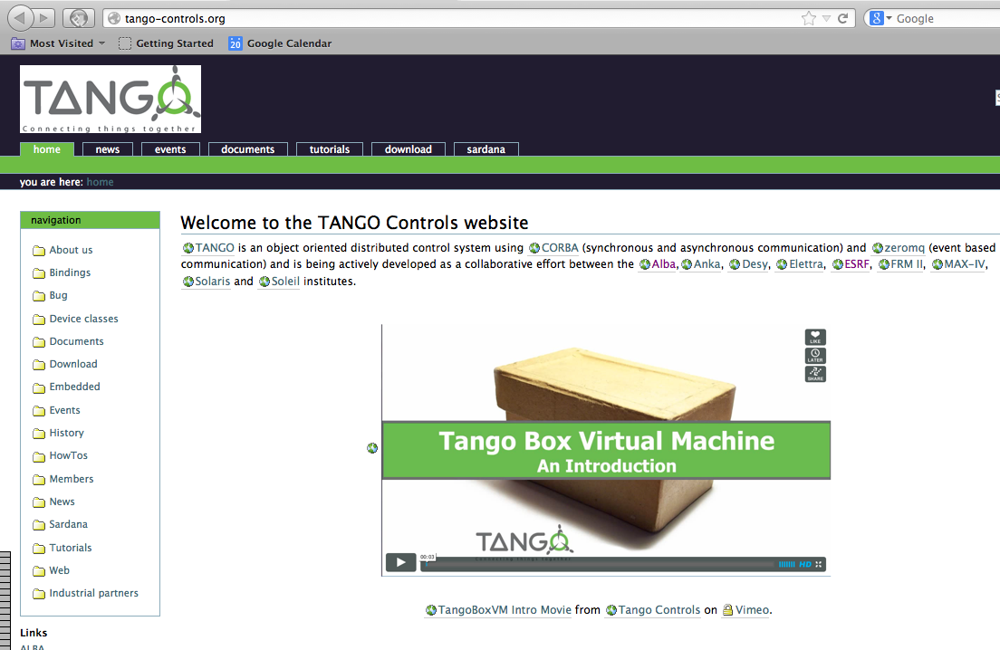 tango-controls.org
Google
Most Visited
Getting Started
20
Google Calendar
TANGO
Connecting things together
home
news
events
documents
tutorials
download
sardana
you are here: home
navigation
About us
Bindings
Bug
Device classes
Documents
Download
Embedded
Events
History
HowTos
Members
News
Sardana
Tutorials
Web
Industrial partners
Links
ALBA
Welcome to the TANGO Controls website
TANGO is an object oriented distributed control system using CORBA (synchronous and asynchronous communication) and zeromq (event based
communication) and is being actively developed as a collaborative effort between the Alba, Anka, Desy, Elettra, ESRF, FRM II, MAX-IV,
Solaris and Soleil institutes.
LIKE
LATER
SHARE
Tango Box Virtual Machine
An Introduction
TANGO
Connecting things together
00:03
HD
TangoBoxVM Intro Movie from Tango Controls on Vimeo.